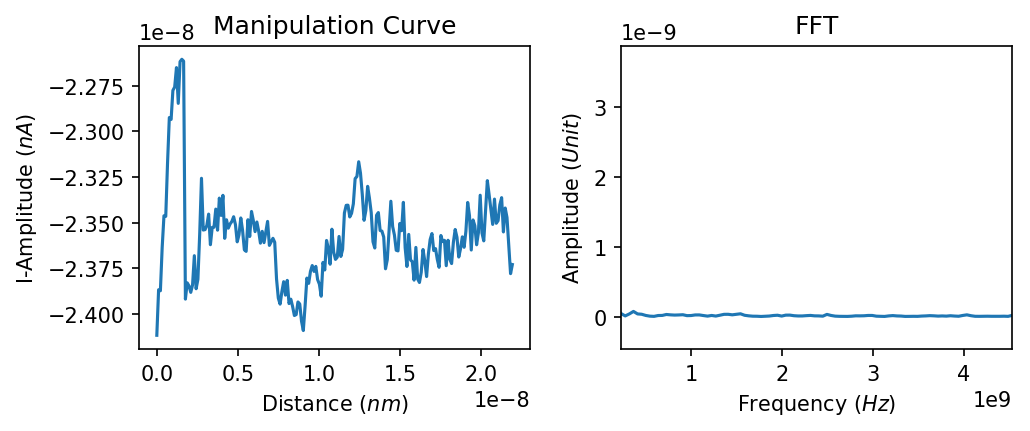 1e−8
Manipulation Curve
−2.275
−2.300
−2.325
−2.350
−2.375
−2.400
I-Amplitude (nA)
0.0 0.5 1.0 1.5 2.0
Distance (nm)
1e−8
1e−9
FFT
3
2
1
0
Amplitude (Unit)
1 2 3 4
Frequency (Hz)
1e9